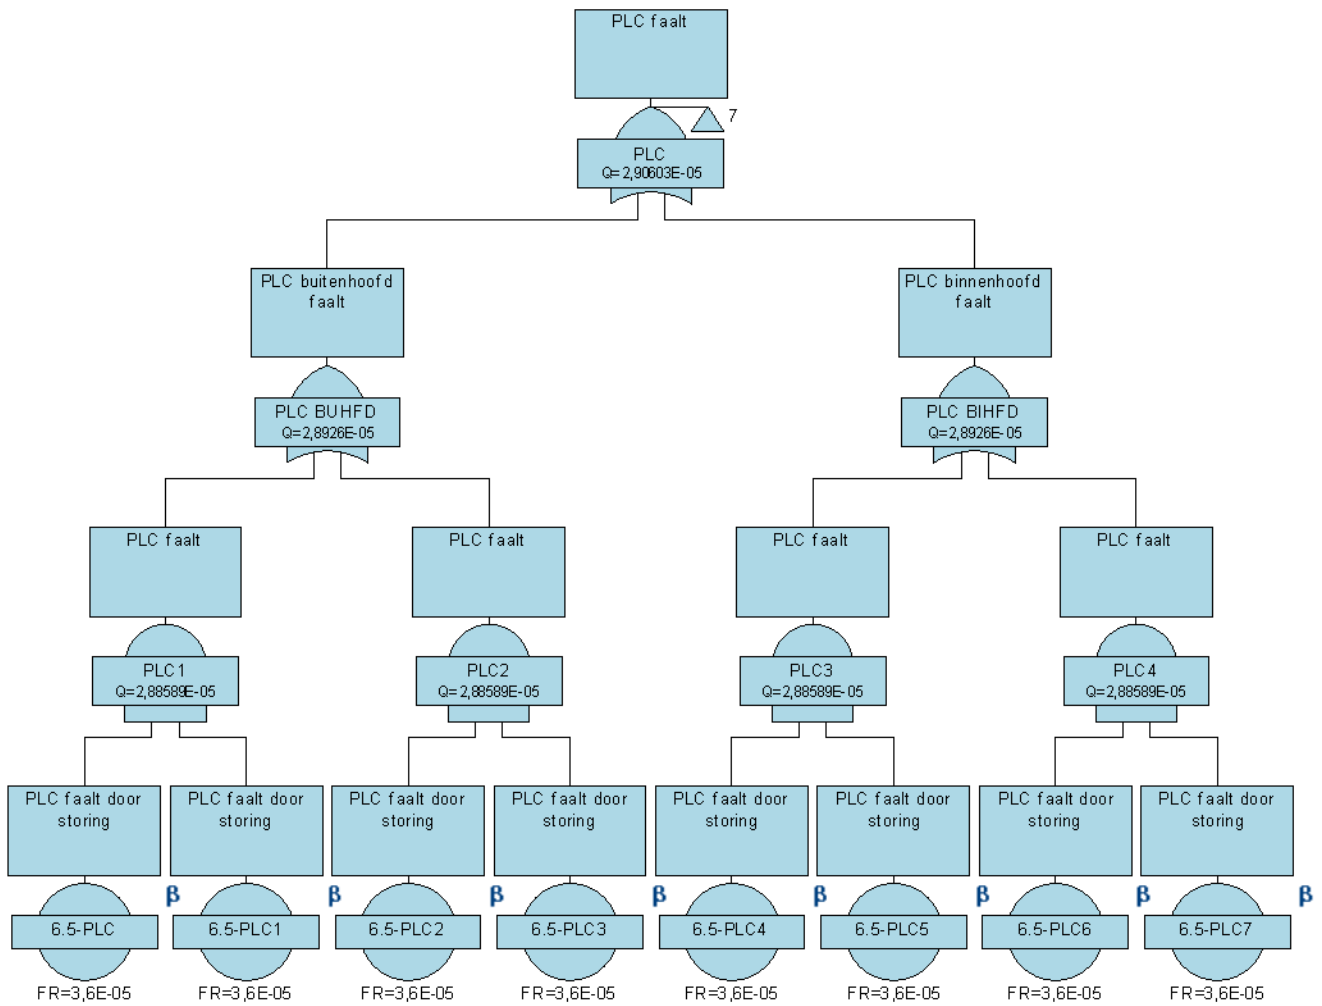 PLC faalt
7
PLC
Q=2,90603E-05
PLC buitenhoofd
faalt
PLC binnenhoofd
faalt
PLC BUHFD
Q=2,8926E-05
PLC BIHFD
Q=2,8926E-05
PLC faalt
PLC faalt
PLC faalt
PLC faalt
PLC1
Q=2,88589E-05
PLC2
Q=2,88589E-05
PLC3
Q=2,88589E-05
PLC4
Q=2,88589E-05
PLC faalt door
storing
PLC faalt door
storing
PLC faalt door
storing
PLC faalt door
storing
PLC faalt door
storing
PLC faalt door
storing
PLC faalt door
storing
PLC faalt door
storing
β
β
β
β
β
β
β
β
6.5-PLC
6.5-PLC1
6.5-PLC2
6.5-PLC3
6.5-PLC4
6.5-PLC5
6.5-PLC6
6.5-PLC7
FR=3,6E-05
FR=3,6E-05
FR=3,6E-05
FR=3,6E-05
FR=3,6E-05
FR=3,6E-05
FR=3,6E-05
FR=3,6E-05